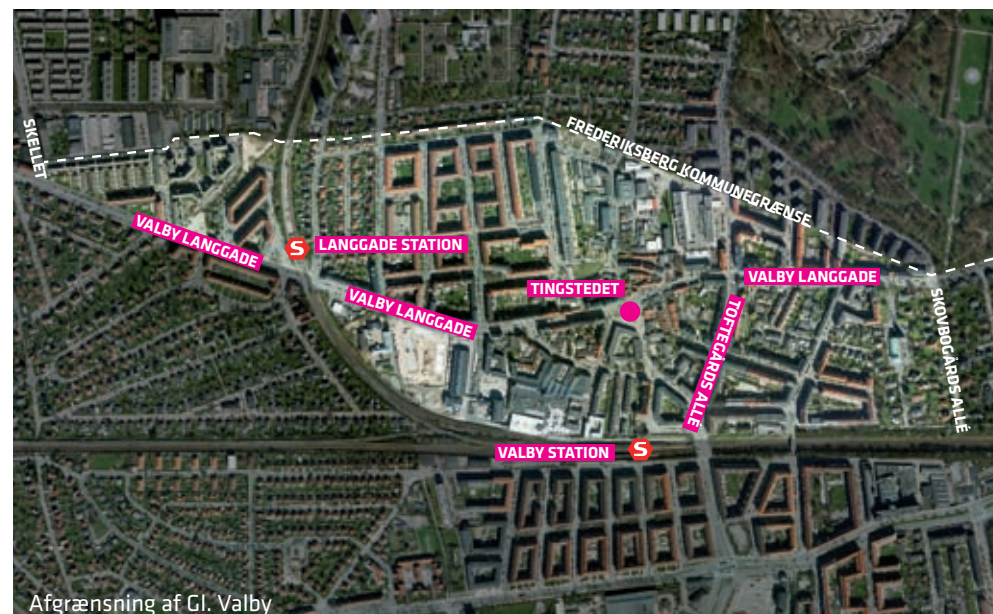 SKELLET
FREDERIKSBERG KOMMUNEGRÆNSE
VALBY LANGGADE
S
LANGGADE STATION
VALBY LANGGADE
TINGSTEDET
VALBY LANGGADE
TOFTEGÅRDS ALLÉ
SKOVBOGÅRDS ALLÉ
VALBY STATION
S
Afgrænsning af Gl. Valby